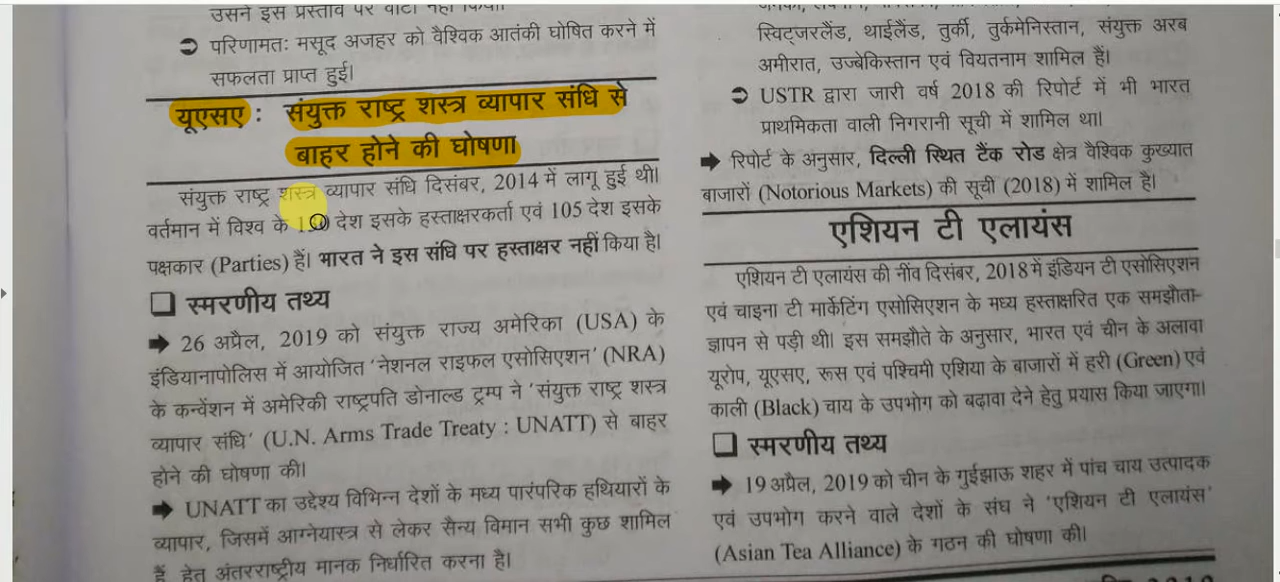 उसने इस प्रस्ताव पर वीटो नहीं किया।
➲ परिणामतः मसूद अजहर को वैश्विक आतंकी घोषित करने में
सफलता प्राप्त हुई।
यूएसए : संयुक्त राष्ट्र शस्त्र व्यापार संधि से
बाहर होने की घोषणा
संयुक्त राष्ट्र शस्त्र व्यापार संधि दिसंबर, 2014 में लागू हुई थी।
वर्तमान में विश्व के देश इसके हस्ताक्षरकर्ता एवं 105 देश इसके
पक्षकार (Parties) हैं। भारत ने इस संधि पर हस्ताक्षर नहीं किया है।
❑ स्मरणीय तथ्य
➡ 26 अप्रैल, 2019 को संयुक्त राज्य अमेरिका (USA) के
इंडियानापोलिस में आयोजित ‘नेशनल राइफल एसोसिएशन’ (NRA)
के कन्वेंशन में अमेरिकी राष्ट्रपति डोनाल्ड ट्रम्प ने ‘संयुक्त राष्ट्र शस्त्र
व्यापार संधि’ (U.N. Arms Trade Treaty : UNATT) से बाहर
होने की घोषणा की।
➡ UNATT का उद्देश्य विभिन्न देशों के मध्य पारंपरिक हथियारों के
व्यापार, जिसमें आग्नेयास्त्र से लेकर सैन्य विमान सभी कुछ शामिल
हैं, हेतु अंतरराष्ट्रीय मानक निर्धारित करना है।
स्विट्जरलैंड, थाईलैंड, तुर्की, तुर्कमेनिस्तान, संयुक्त अरब
अमीरात, उज्बेकिस्तान एवं वियतनाम शामिल हैं।
➲ USTR द्वारा जारी वर्ष 2018 की रिपोर्ट में भी भारत
प्राथमिकता वाली निगरानी सूची में शामिल था।
➡ रिपोर्ट के अनुसार, दिल्ली स्थित टैंक रोड क्षेत्र वैश्विक कुख्यात
बाजारों (Notorious Markets) की सूची (2018) में शामिल है।
एशियन टी एलायंस
एशियन टी एलायंस की नींव दिसंबर, 2018 में इंडियन टी एसोसिएशन
एवं चाइना टी मार्केटिंग एसोसिएशन के मध्य हस्ताक्षरित एक समझौता-
ज्ञापन से पड़ी थी। इस समझौते के अनुसार, भारत एवं चीन के अलावा
यूरोप, यूएसए, रूस एवं पश्चिमी एशिया के बाजारों में हरी (Green) एवं
काली (Black) चाय के उपभोग को बढ़ावा देने हेतु प्रयास किया जाएगा।
❑ स्मरणीय तथ्य
➡ 19 अप्रैल, 2019 को चीन के गुईझाऊ शहर में पांच चाय उत्पादक
एवं उपभोग करने वाले देशों के संघ ने ‘एशियन टी एलायंस’
(Asian Tea Alliance) के गठन की घोषणा की।